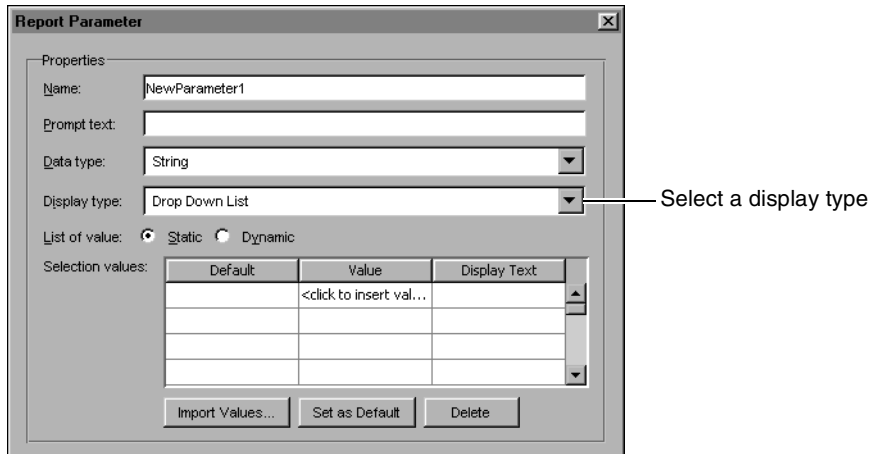 Report Parameter
Properties
Name: NewParameter1
Prompt text:
Data type: String
Display type: Drop Down List
Select a display type
List of value: Static Dynamic
Selection values: Default Value Display Text
<click to insert val...
Import Values... Set as Default Delete